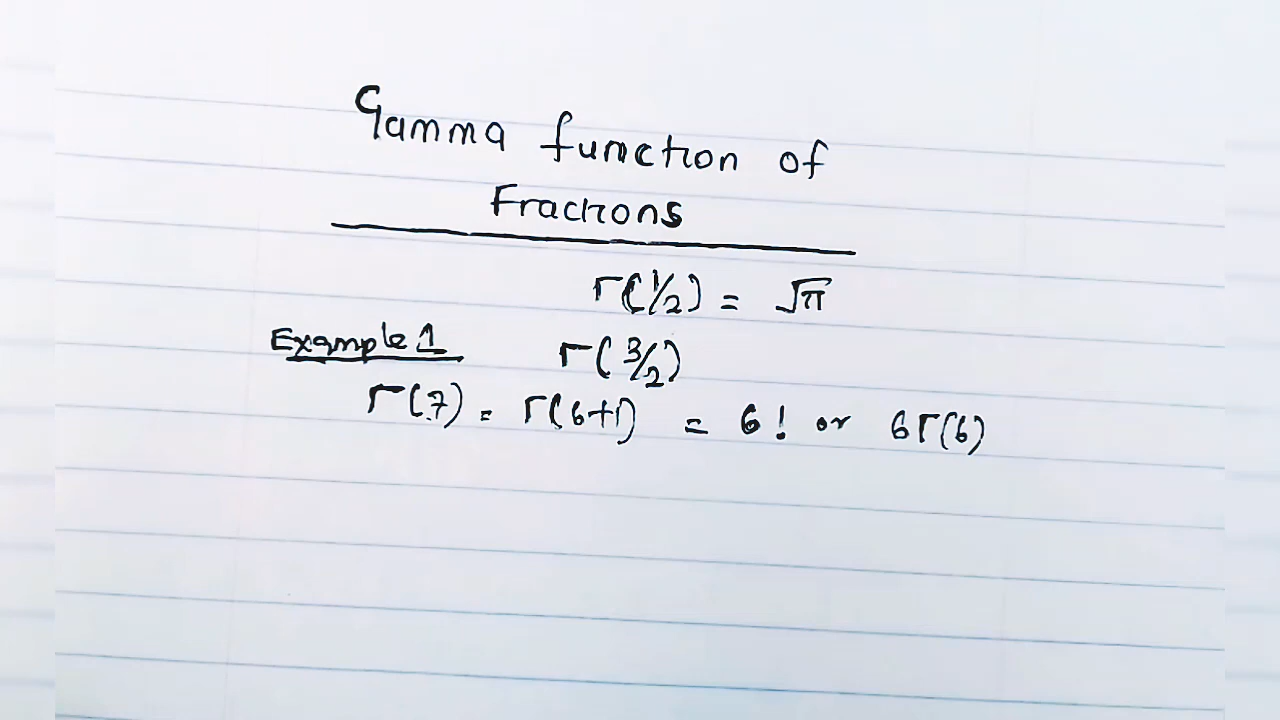 Gamma function of
Fractions
Γ(1/2) = √π
Example 1 Γ(3/2)
Γ(7) = Γ(6+1) = 6! or 6Γ(6)